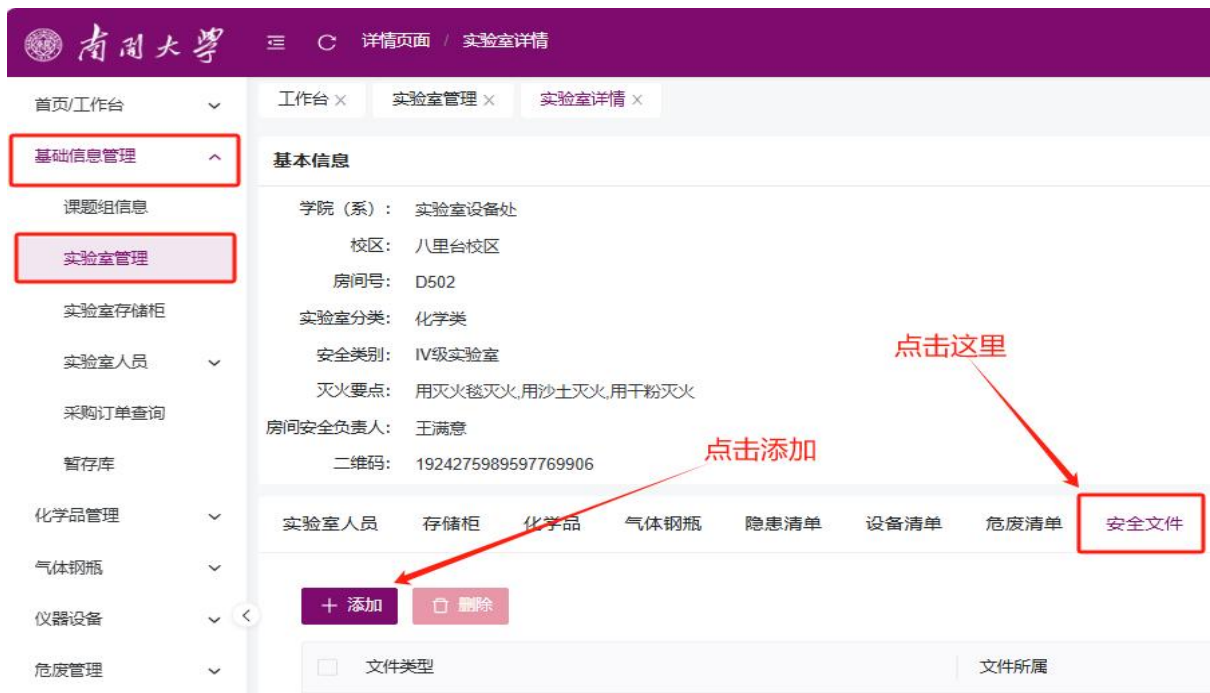 南開大學 详情页面 / 实验室详情
首页/工作台
工作台 实验室管理 实验室详情
基础信息管理
基本信息
课题组信息
学院（系）： 实验室设备处
实验室管理
校区： 八里台校区
房间号： D502
实验室存储柜
实验室分类： 化学类
点击这里
实验室人员
安全类别： IV级实验室
灭火要点： 用灭火毯灭火,用沙土灭火,用干粉灭火
采购订单查询
房间安全负责人： 王满意
点击添加
暂存库
二维码： 1924275989597769906
化学品管理
实验室人员 存储柜 化学品 气体钢瓶 隐患清单 设备清单 危废清单 安全文件
气体钢瓶
添加 删除
仪器设备
危废管理
文件类型 文件所属